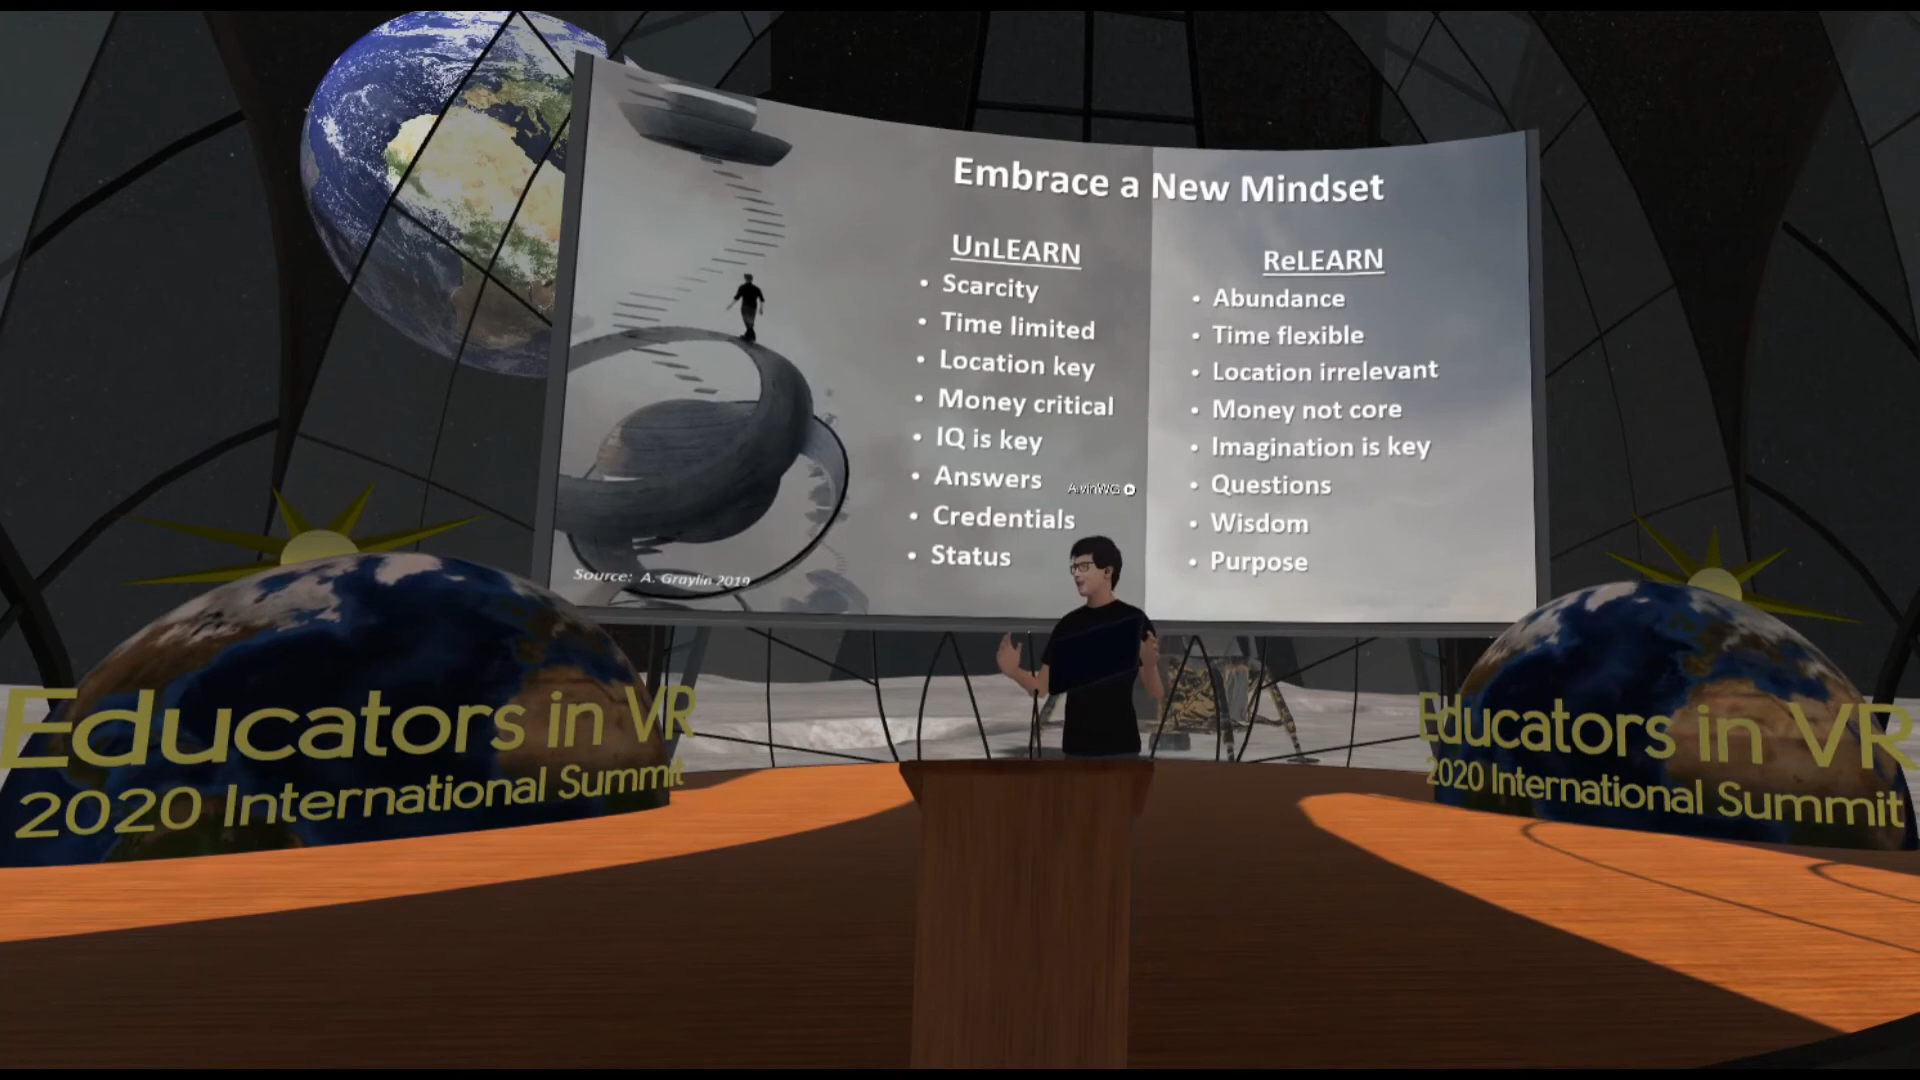 Embrace a New Mindset
UnLEARN
• Scarcity
• Time limited
• Location key
• Money critical
• IQ is key
• Answers
• Credentials
• Status
ReLEARN
• Abundance
• Time flexible
• Location irrelevant
• Money not core
• Imagination is key
• Questions
• Wisdom
• Purpose
AlvinWG
Source: A. Graylin 2019
Educators in VR
2020 International Summit
Educators in VR
2020 International Summit